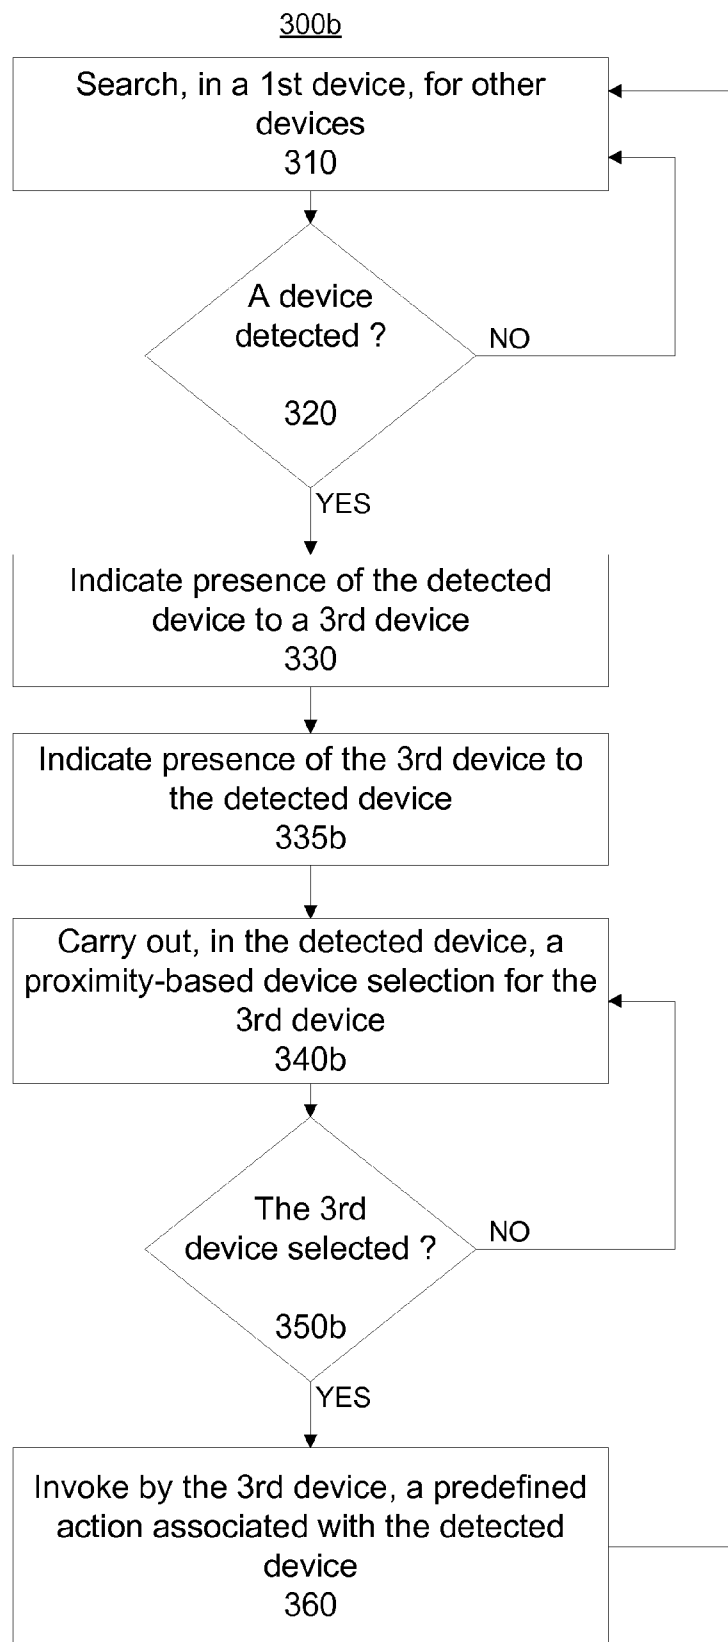 300b
Search, in a 1st device, for other
devices
310
A device
detected ?
NO
320
YES
Indicate presence of the detected
device to a 3rd device
330
Indicate presence of the 3rd device to
the detected device
335b
Carry out, in the detected device, a
proximity-based device selection for the
3rd device
340b
The 3rd
device selected ?
NO
350b
YES
Invoke by the 3rd device, a predefined
action associated with the detected
device
360